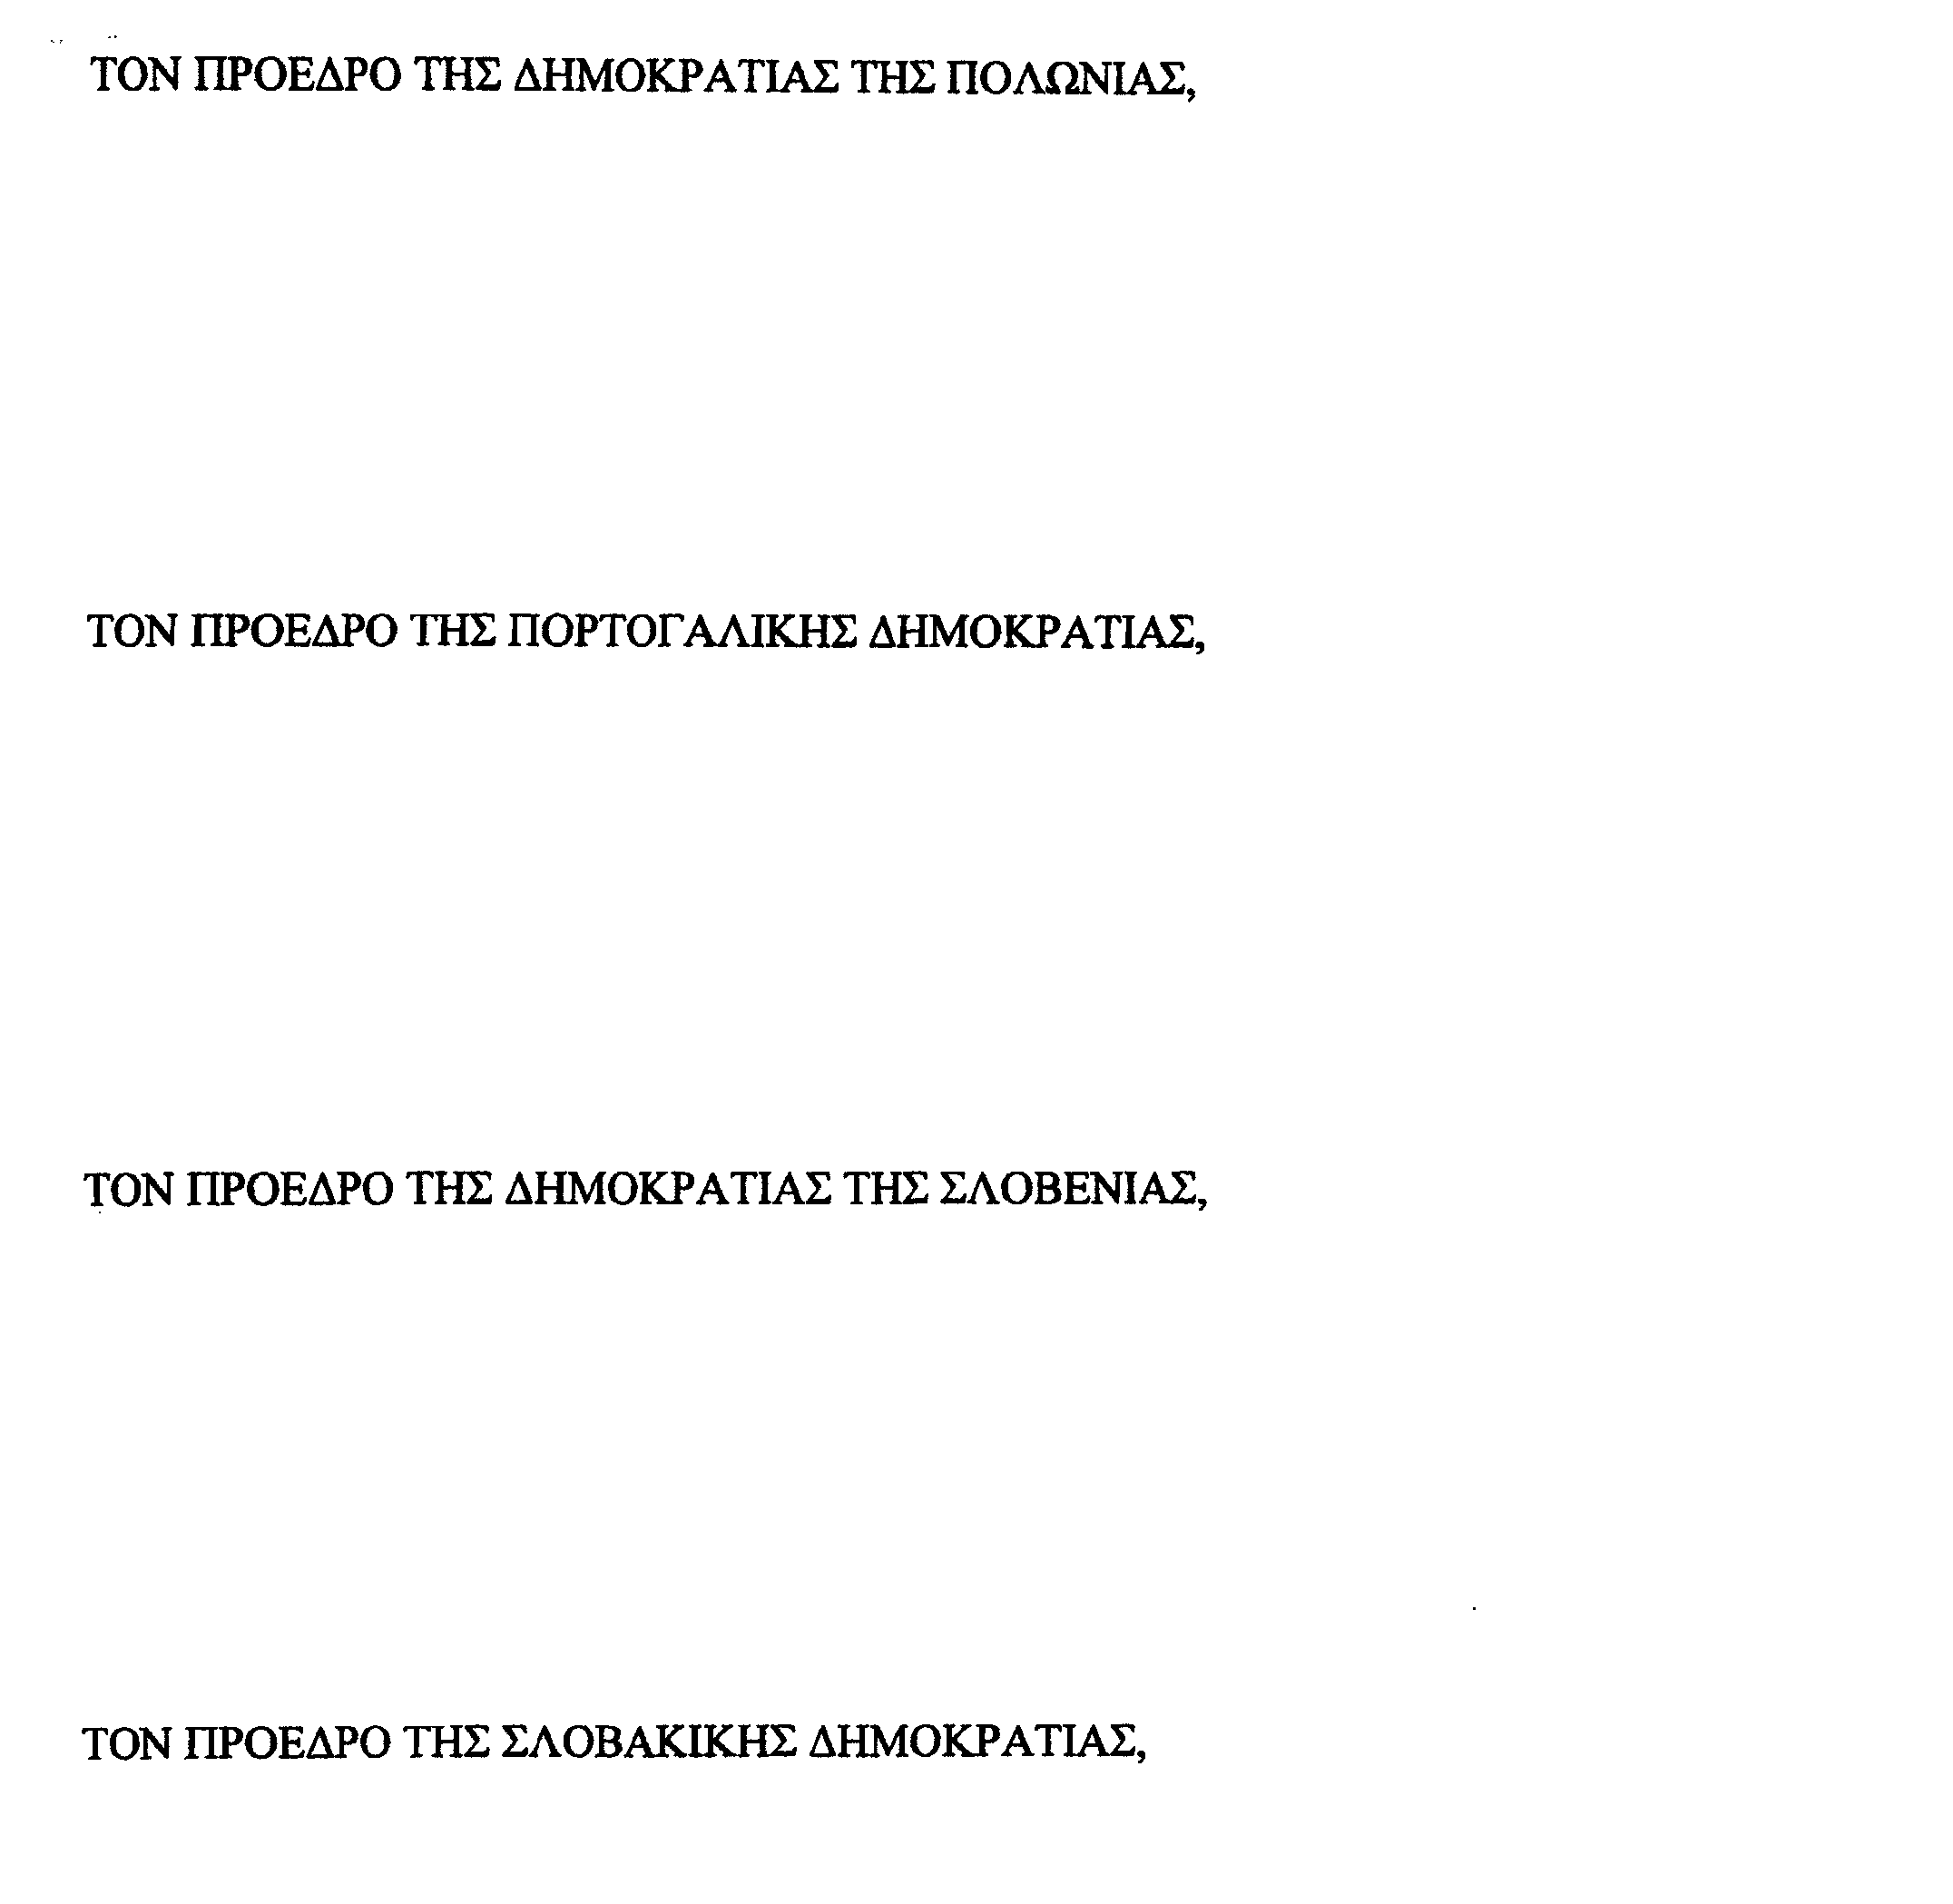 ΤΟΝ ΠΡΟΕΔΡΟ ΤΗΣ ΔΗΜΟΚΡΑΤΙΑΣ ΤΗΣ ΠΟΛΩΝΙΑΣ,
ΤΟΝ ΠΡΟΕΔΡΟ ΤΗΣ ΠΟΡΤΟΓΑΛΙΚΗΣ ΔΗΜΟΚΡΑΤΙΑΣ,
ΤΟΝ ΠΡΟΕΔΡΟ ΤΗΣ ΔΗΜΟΚΡΑΤΙΑΣ ΤΗΣ ΣΛΟΒΕΝΙΑΣ,
ΤΟΝ ΠΡΟΕΔΡΟ ΤΗΣ ΣΛΟΒΑΚΙΚΗΣ ΔΗΜΟΚΡΑΤΙΑΣ,